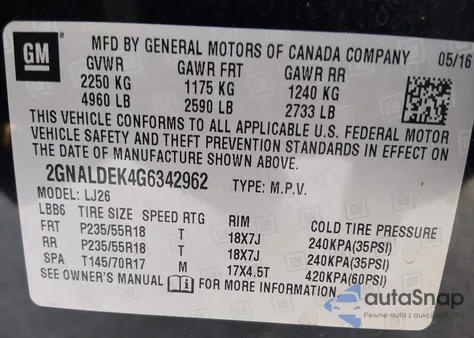 GM
MFD BY GENERAL MOTORS OF CANADA COMPANY 05/16
GVWR GAWR FRT GAWR RR
2250 KG 1175 KG 1240 KG
4960 LB 2590 LB 2733 LB
THIS VEHICLE CONFORMS TO ALL APPLICABLE U.S. FEDERAL MOTOR
VEHICLE SAFETY AND THEFT PREVENTION STANDARDS IN EFFECT ON
THE DATE OF MANUFACTURE SHOWN ABOVE.
2GNALDEK4G6342962 TYPE: M.P.V.
MODEL: LJ26
LBB6 TIRE SIZE SPEED RTG RIM COLD TIRE PRESSURE
FRT P235/55R18 T 18X7J 240KPA(35PSI)
RR P235/55R18 T 18X7J 240KPA(35PSI)
SPA T145/70R17 M 17X4.5T 420KPA(60PSI)
SEE OWNER'S MANUAL FOR MORE INFORMATION
autoSnap
Pewne auta z aukcji